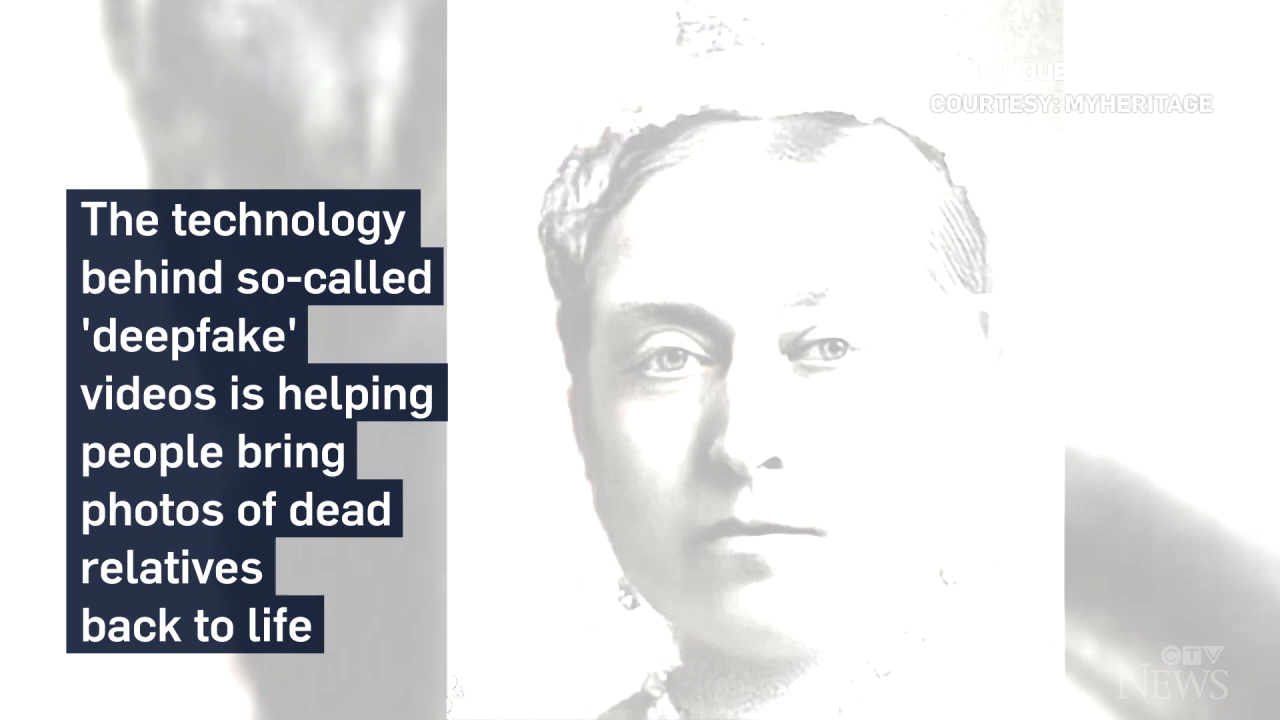 The technology
behind so-called
'deepfake'
videos is helping
people bring
photos of dead
relatives
back to life
COURTESY: MYHERITAGE
CTV
NEWS